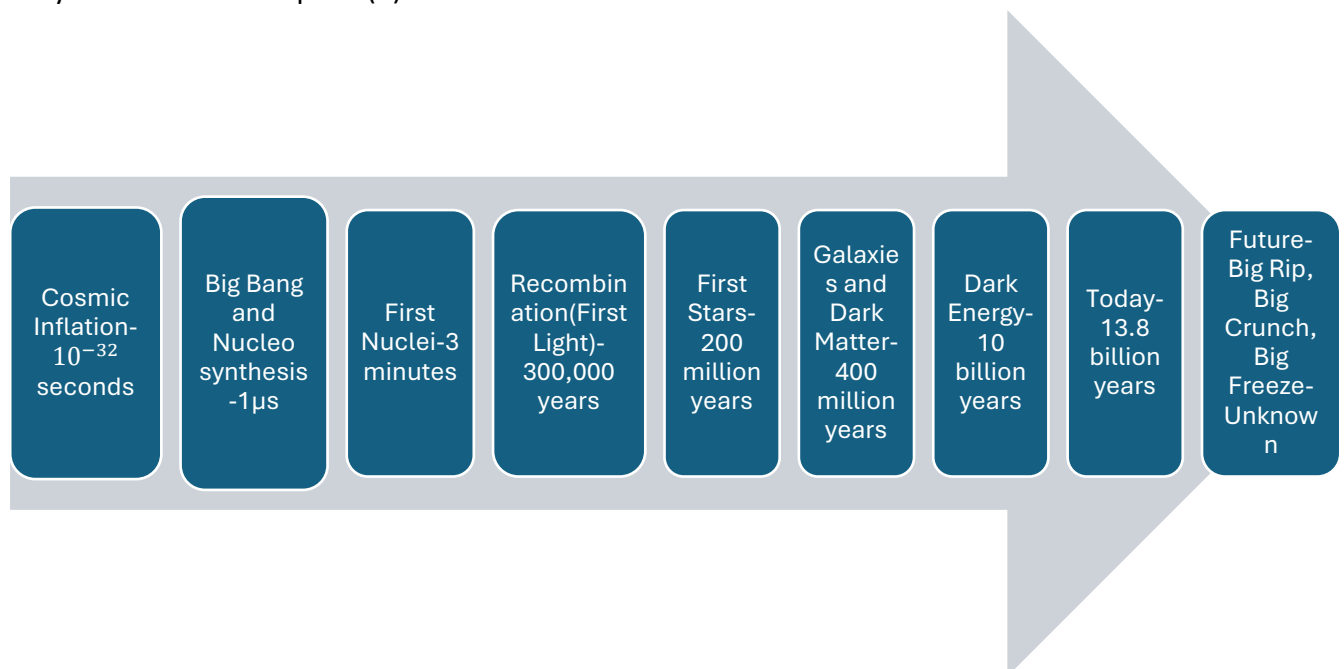 Cosmic
Inflation-
10⁻³²
seconds
Big Bang
and
Nucleo
synthesis
-1µs
First
Nuclei-3
minutes
Recombin
ation(First
Light)-
300,000
years
First
Stars-
200
million
years
Galaxie
s and
Dark
Matter-
400
million
years
Dark
Energy-
10
billion
years
Today-
13.8
billion
years
Future-
Big Rip,
Big
Crunch,
Big
Freeze-
Unknow
n